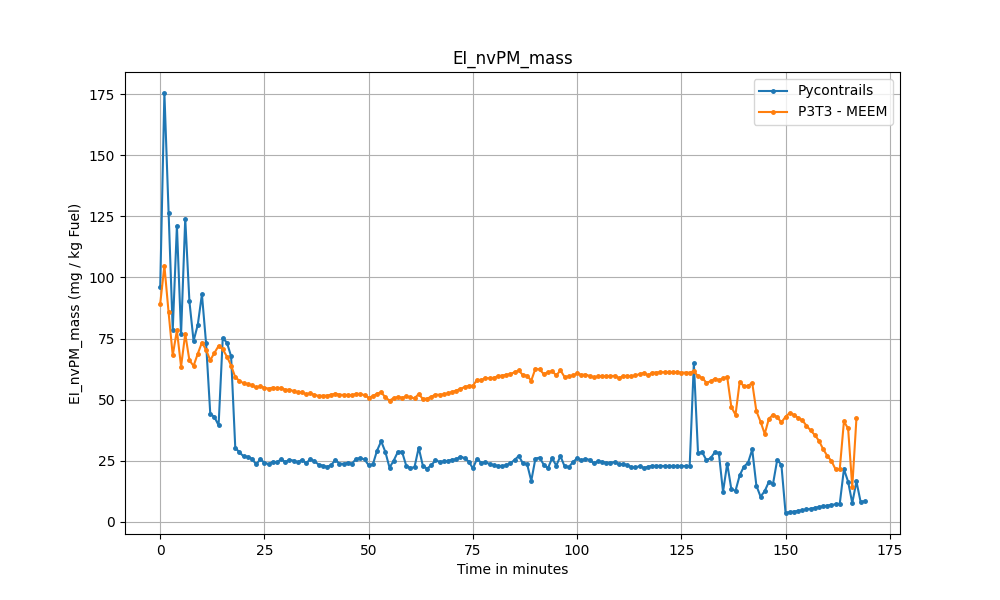 EI_nvPM_mass
Pycontrails
P3T3 - MEEM
EI_nvPM_mass (mg / kg Fuel)
175
150
125
100
75
50
25
0
0 25 50 75 100 125 150 175
Time in minutes